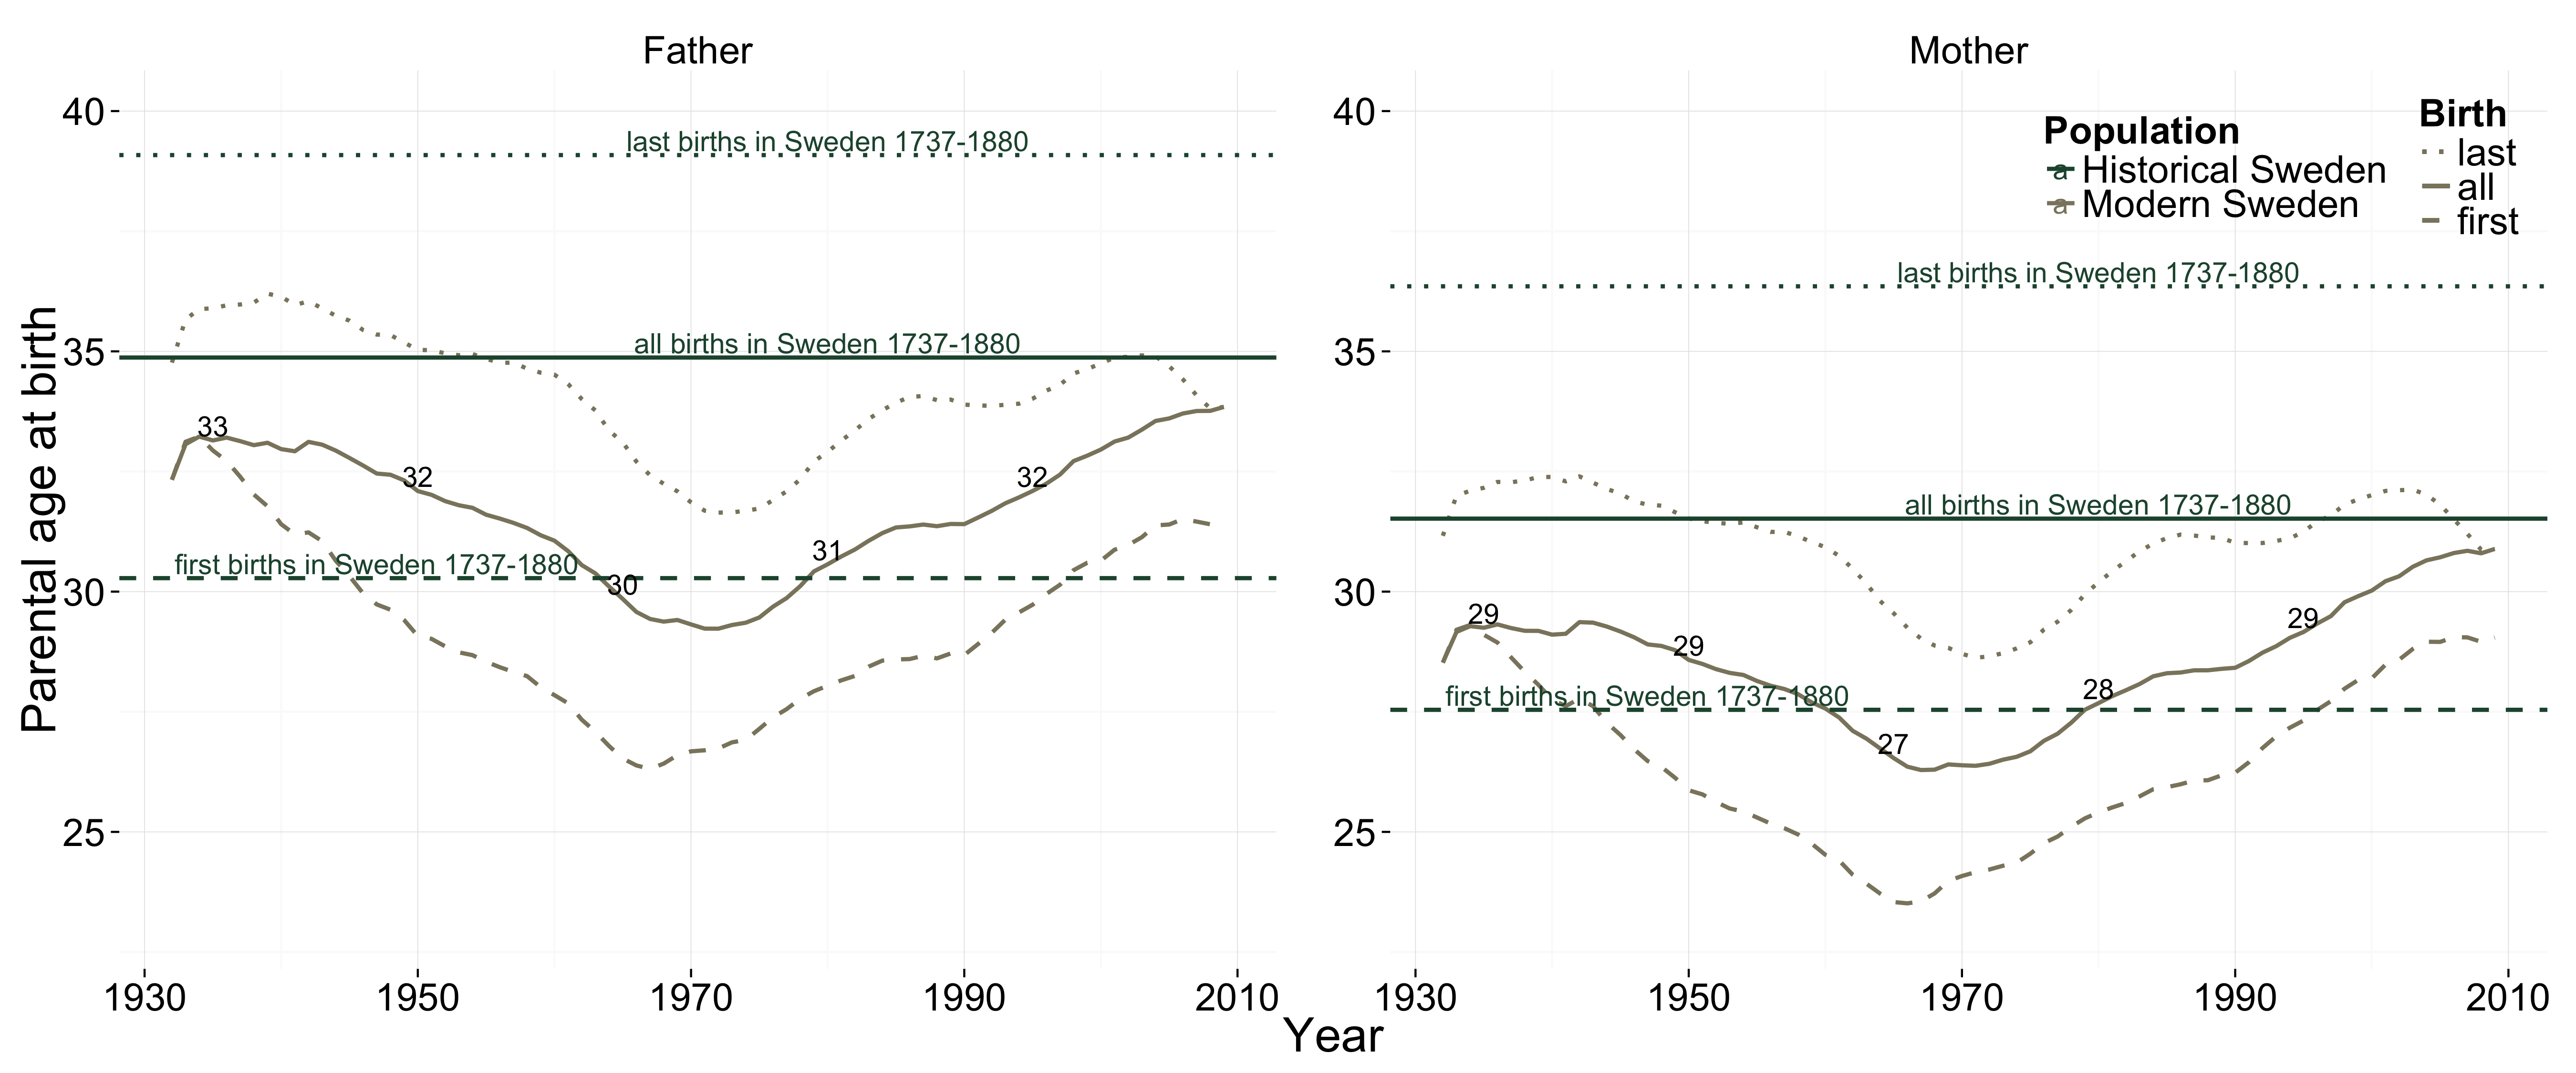 Father
Mother
Parental age at birth
40
35
30
25
last births in Sweden 1737-1880
all births in Sweden 1737-1880
first births in Sweden 1737-1880
33
32
30
31
32
1930
1950
1970
1990
2010
40
35
30
25
Population
a Historical Sweden
a Modern Sweden
Birth
last
all
first
last births in Sweden 1737-1880
all births in Sweden 1737-1880
first births in Sweden 1737-1880
29
29
27
28
29
1930
1950
1970
1990
2010
Year